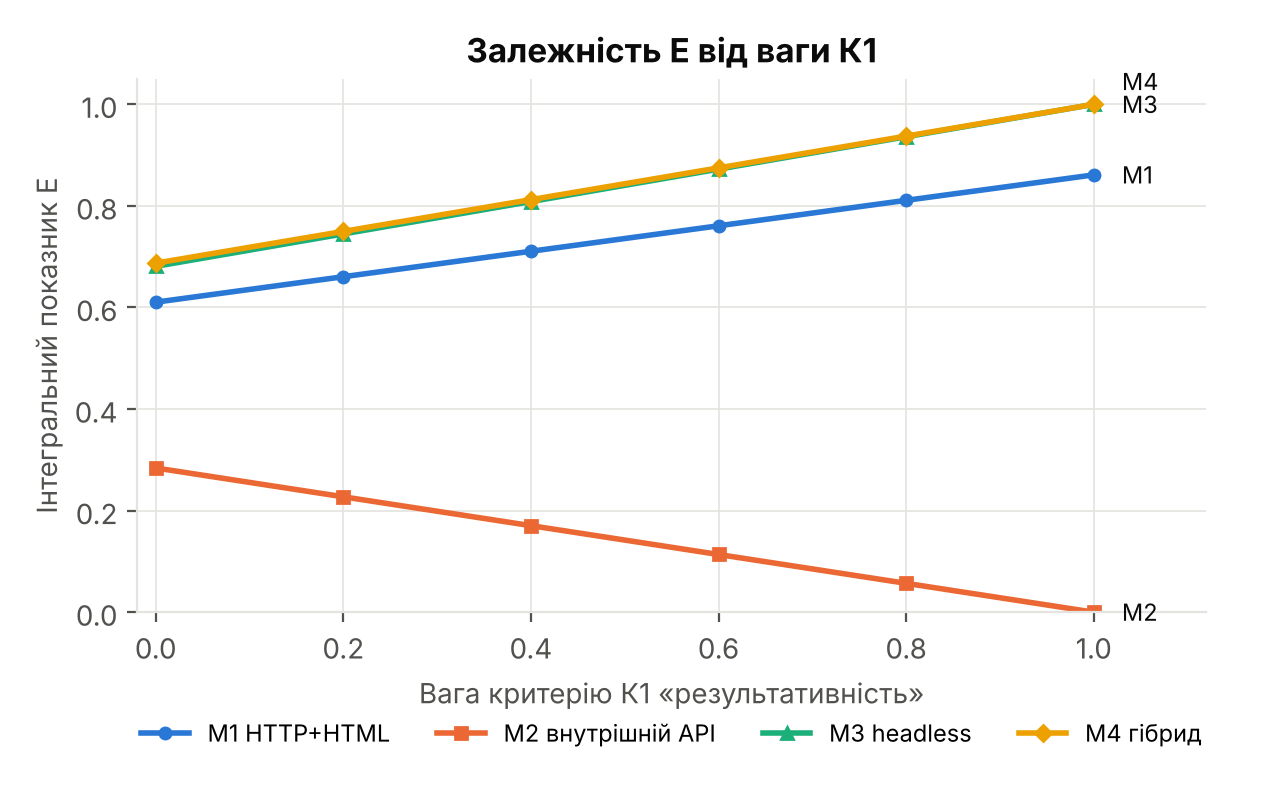 Залежність E від ваги K1
Інтегральний показник E
1.0
0.8
0.6
0.4
0.2
0.0
0.0 0.2 0.4 0.6 0.8 1.0
M4
M3
M1
M2
Вага критерію K1 «результативність»
M1 HTTP+HTML M2 внутрішній API M3 headless M4 гібрид